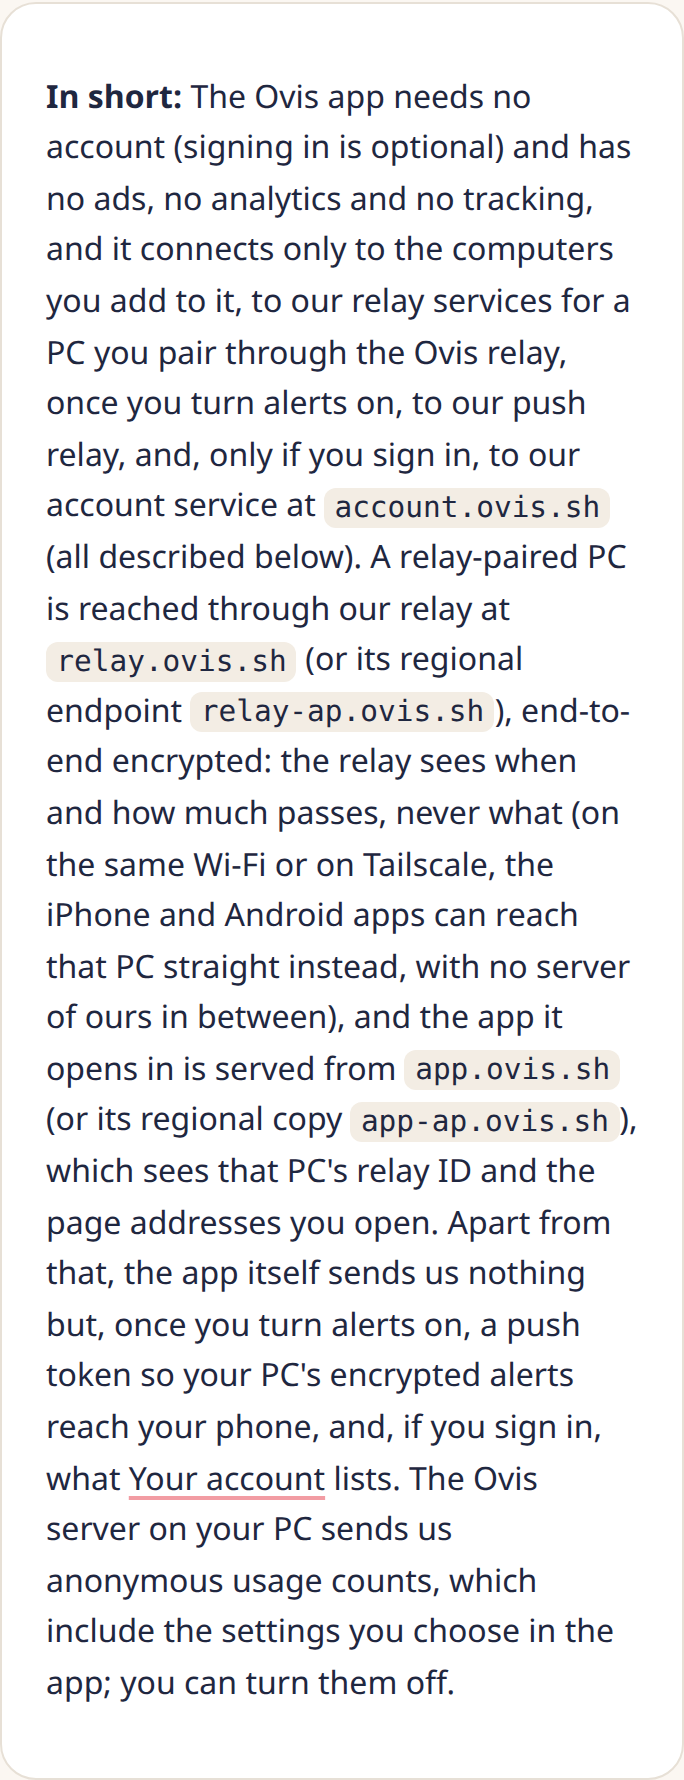 In short: The Ovis app needs no
account (signing in is optional) and has
no ads, no analytics and no tracking,
and it connects only to the computers
you add to it, to our relay services for a
PC you pair through the Ovis relay,
once you turn alerts on, to our push
relay, and, only if you sign in, to our
account service at account.ovis.sh
(all described below). A relay-paired PC
is reached through our relay at
relay.ovis.sh (or its regional
endpoint relay-ap.ovis.sh), end-to-
end encrypted: the relay sees when
and how much passes, never what (on
the same Wi-Fi or on Tailscale, the
iPhone and Android apps can reach
that PC straight instead, with no server
of ours in between), and the app it
opens in is served from app.ovis.sh
(or its regional copy app-ap.ovis.sh),
which sees that PC's relay ID and the
page addresses you open. Apart from
that, the app itself sends us nothing
but, once you turn alerts on, a push
token so your PC's encrypted alerts
reach your phone, and, if you sign in,
what Your account lists. The Ovis
server on your PC sends us
anonymous usage counts, which
include the settings you choose in the
app; you can turn them off.